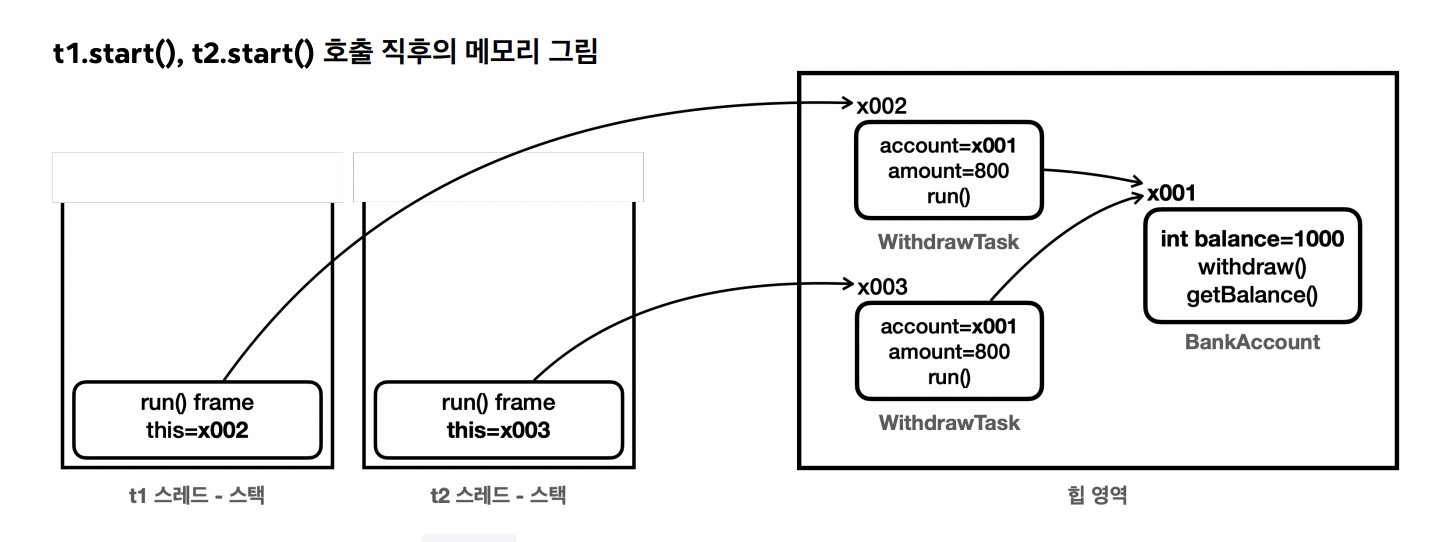 t1.start(), t2.start() 호출 직후의 메모리 그림
run() frame
this=x002
t1 스레드 - 스택
run() frame
this=x003
t2 스레드 - 스택
x002
account=x001
amount=800
run()
WithdrawTask
x003
account=x001
amount=800
run()
WithdrawTask
x001
int balance=1000
withdraw()
getBalance()
BankAccount
힙 영역